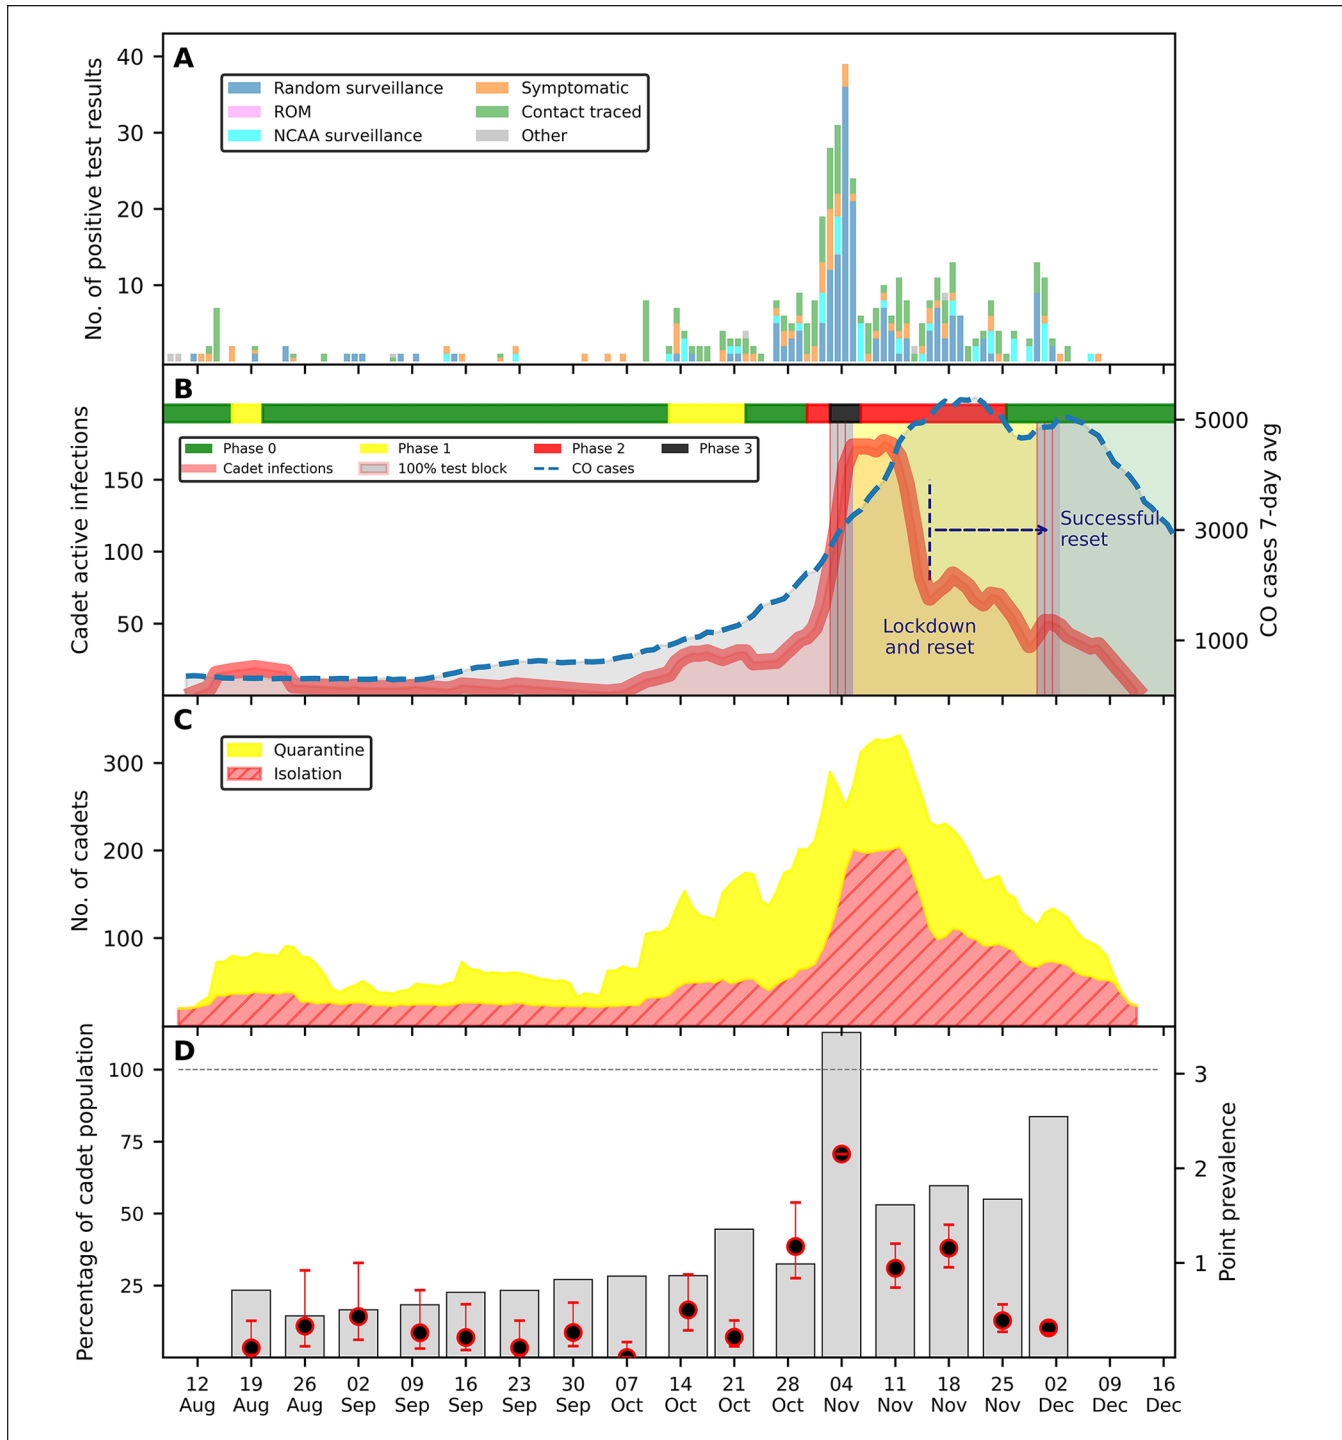 A
No. of positive test results
40
30
20
10
Random surveillance
ROM
NCAA surveillance
Symptomatic
Contact traced
Other
B
Cadet active infections
150
100
50
Phase 0
Phase 1
Phase 2
Phase 3
Cadet infections
100% test block
CO cases
Successful
reset
Lockdown
and reset
5000
3000
1000
CO cases 7-day avg
C
No. of cadets
300
200
100
Quarantine
Isolation
D
Percentage of cadet population
100
75
50
25
3
2
1
Point prevalence
12 19 26 02 09 16 23 30 07 14 21 28 04 11 18 25 02 09 16
Aug Aug Aug Sep Sep Sep Sep Sep Oct Oct Oct Oct Nov Nov Nov Nov Dec Dec Dec